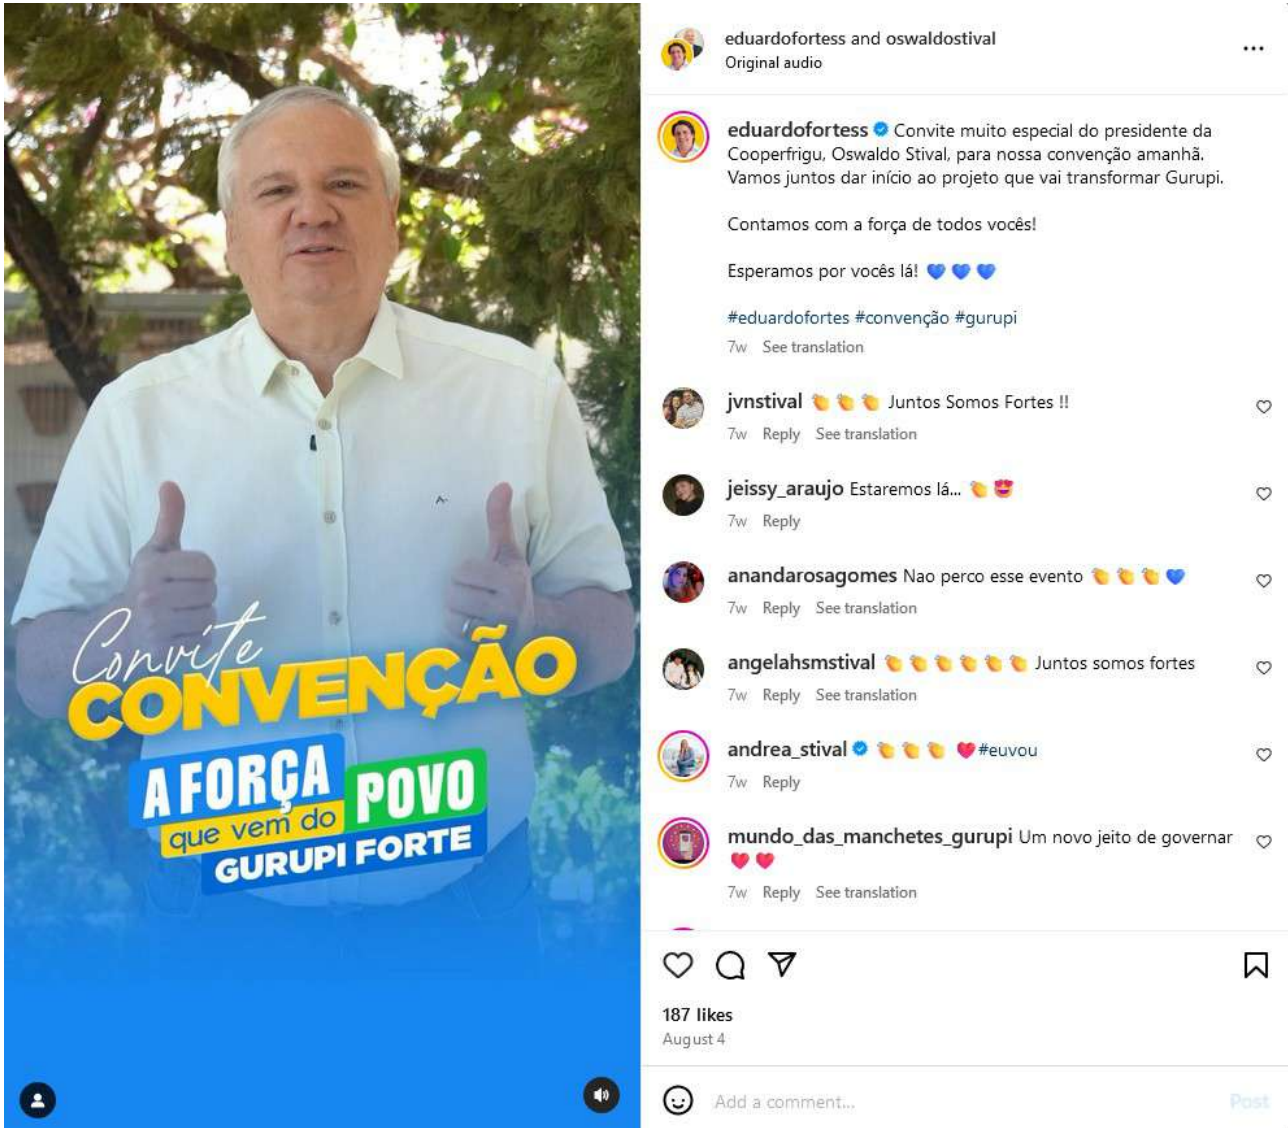 Convite
CONVENÇÃO
A FORÇA
que vem do
POVO
GURUPI FORTE
eduardofortess and oswaldostival
Original audio
eduardofortess Convite muito especial do presidente da
Cooperfrigu, Oswaldo Stival, para nossa convenção amanhã.
Vamos juntos dar início ao projeto que vai transformar Gurupi.
Contamos com a força de todos vocês!
Esperamos por vocês lá! 💙 💙 💙
#eduardofortes #convenção #gurupi
7w See translation
jvnstival 👏 👏 👏 Juntos Somos Fortes !!
7w Reply See translation
jeissy_araujo Estaremos lá... 👏 😍
7w Reply
anandarosagomes Nao perco esse evento 👏 👏 👏 💙
7w Reply See translation
angelahsmstival 👏 👏 👏 👏 👏 👏 Juntos somos fortes
7w Reply See translation
andrea_stival 👏 👏 👏 ❤️ #euvou
7w Reply
mundo_das_manchetes_gurupi Um novo jeito de governar
❤️ ❤️
7w Reply See translation
187 likes
August 4
Add a comment...
Post